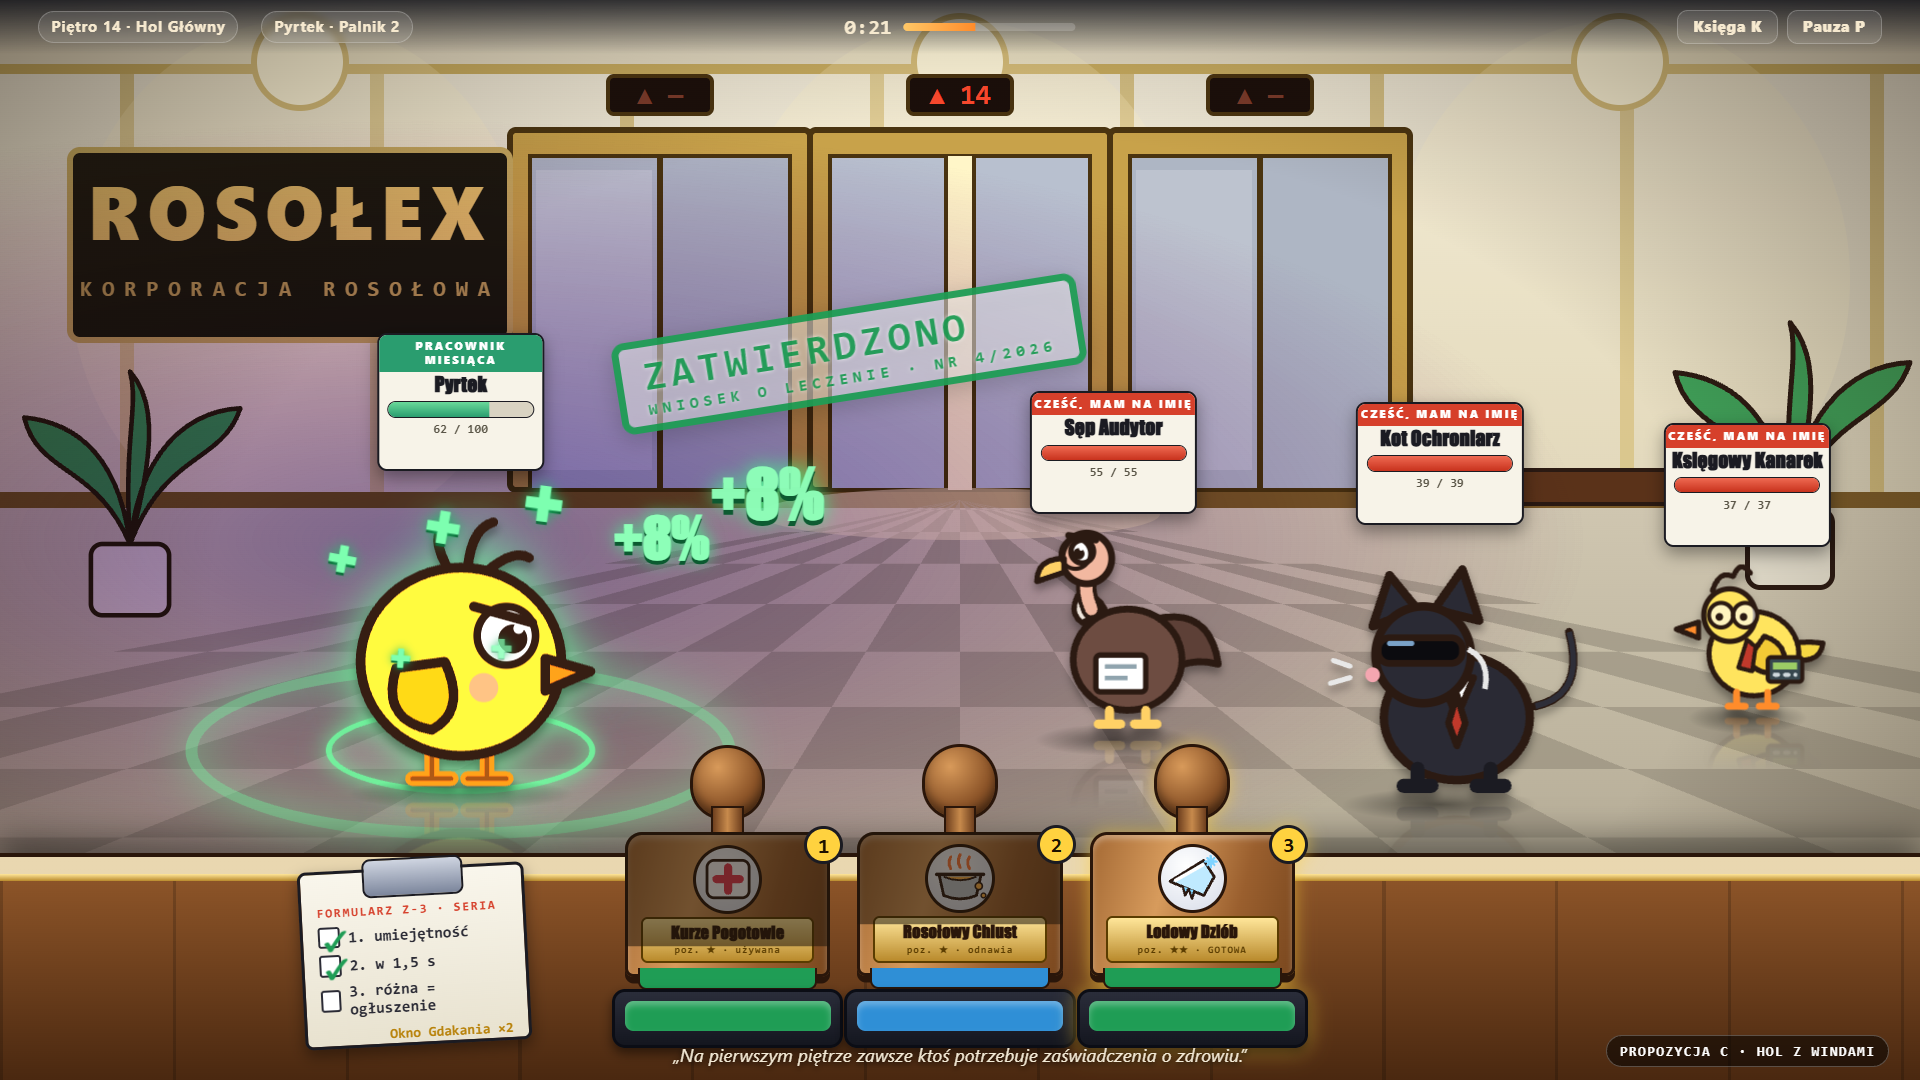 Piętro 14 · Hol Główny
Pyrtek · Palnik 2
0:21
Księga K
Pauza P
▲ —
▲ 14
▲ —
ROSOŁEX
KORPORACJA ROSOŁOWA
PRACOWNIK MIESIĄCA
Pyrtek
62 / 100
ZATWIERDZONO
WNIOSEK O LECZENIE · NR 4/2026
+8%
+8%
CZEŚĆ, MAM NA IMIĘ
Sęp Audytor
55 / 55
CZEŚĆ, MAM NA IMIĘ
Kot Ochroniarz
39 / 39
CZEŚĆ, MAM NA IMIĘ
Księgowy Kanarek
37 / 37
FORMULARZ Z-3 · SERIA
1. umiejętność
2. w 1,5 s
3. różna =
ogłuszenie
Okno Gdakania ×2
1
Kurze Pogotowie
poz. ★ · używana
2
Rosołowy Chlust
poz. ★ · odnawia
3
Lodowy Dziób
poz. ★★ · GOTOWA
„Na pierwszym piętrze zawsze ktoś potrzebuje zaświadczenia o zdrowiu.”
PROPOZYCJA C · HOL Z WINDAMI